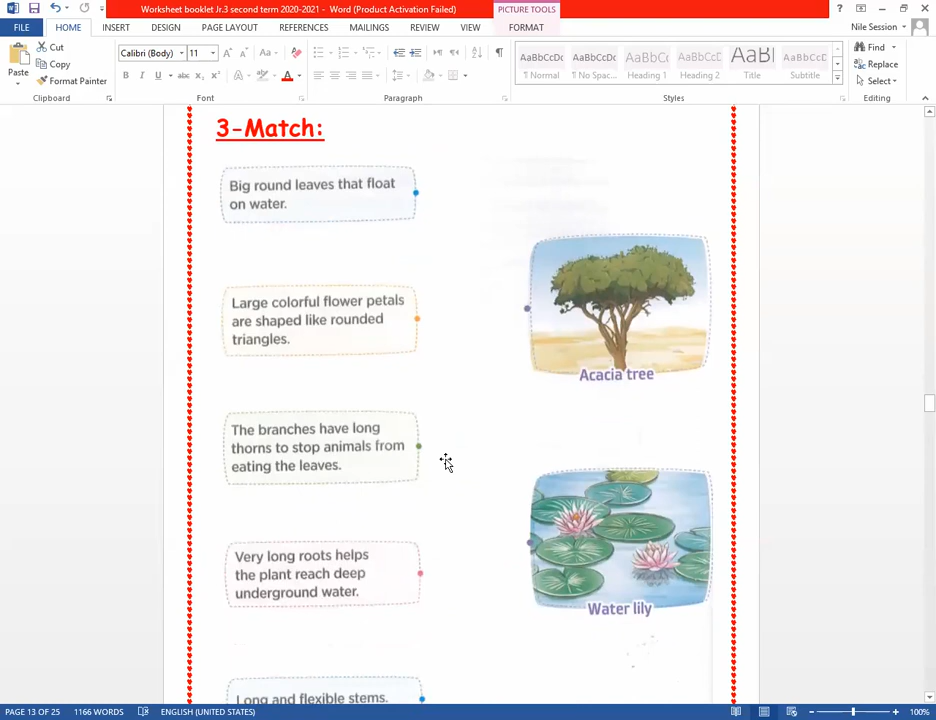 Worksheet booklet Jr.3 second term 2020-2021 - Word (Product Activation Failed)
PICTURE TOOLS
?
FILE
HOME
INSERT
DESIGN
PAGE LAYOUT
REFERENCES
MAILINGS
REVIEW
VIEW
FORMAT
Nile Session
Paste
Cut
Copy
Format Painter
Clipboard
Calibri (Body)
11
Aa
B I U abc
A
Font
Paragraph
AaBbCcDc
¶ Normal
AaBbCcDc
¶ No Spac...
AaBbCc
Heading 1
AaBbCc
Heading 2
AaBl
Title
AaBbCcC
Subtitle
Styles
Find
Replace
Select
Editing
3-Match:
Big round leaves that float
on water.
Large colorful flower petals
are shaped like rounded
triangles.
The branches have long
thorns to stop animals from
eating the leaves.
Very long roots helps
the plant reach deep
underground water.
Long and flexible stems.
Acacia tree
Water lily
PAGE 13 OF 25
1166 WORDS
ENGLISH (UNITED STATES)
100%